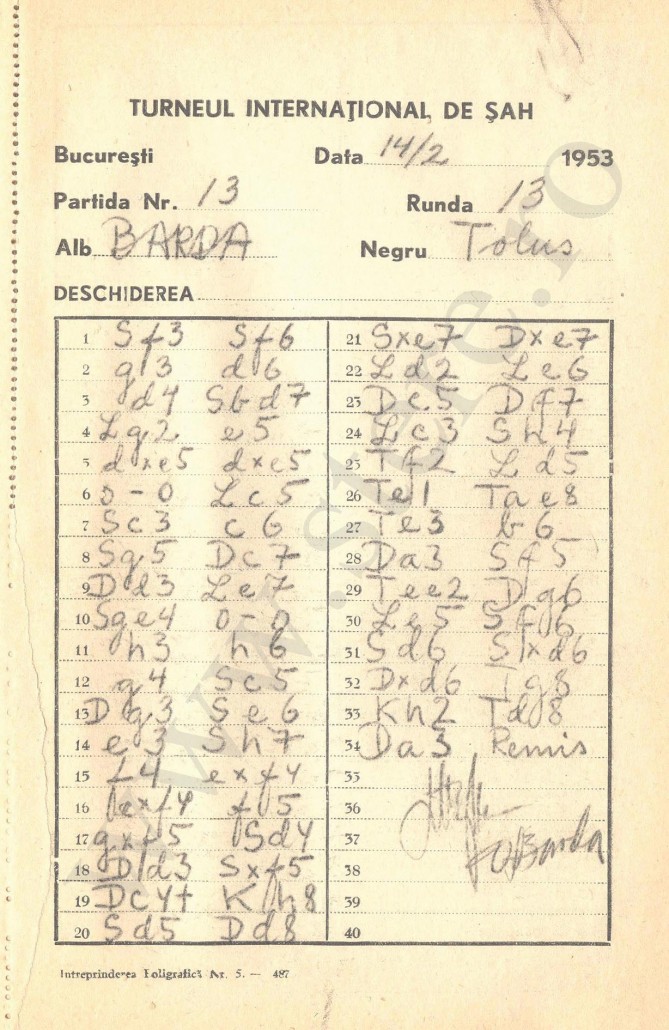 TURNEUL INTERNAȚIONAL DE ȘAH
București Data 14/2 1953
Partida Nr. 13 Runda 13
Alb BARDA Negru Tolus
DESCHIDEREA
1 Sf3 Sf6
2 g3 d6
3 d4 Sbd7
4 Lg2 e5
5 dxe5 dxe5
6 0-0 Lc5
7 Sc3 c6
8 Sg5 Dc7
9 Dd3 Le7
10 Sge4 0-0
11 h3 h6
12 g4 Sc5
13 Dg3 Se6
14 e3 Sh7
15 f4 exf4
16 exf4 f5
17 gxf5 Sd4
18 Dd3 Sxf5
19 Dc4+ Kh8
20 Sd5 Dd8
21 Sxe7 Dxe7
22 Ld2 Le6
23 Dc5 Df7
24 Lc3 Sh4
25 Tf2 Ld5
26 Te1 Tae8
27 Te3 b6
28 Da3 Sf5
29 Tee2 Dg6
30 Le5 Sf6
31 Sd6 Sxd6
32 Dxd6 Tg8
33 Kh2 Td8
34 Da3 Remis
35
36
37 Barda
38
39
40
Intreprinderea Poligrafică Nr. 5. — 487
www.stere.ro